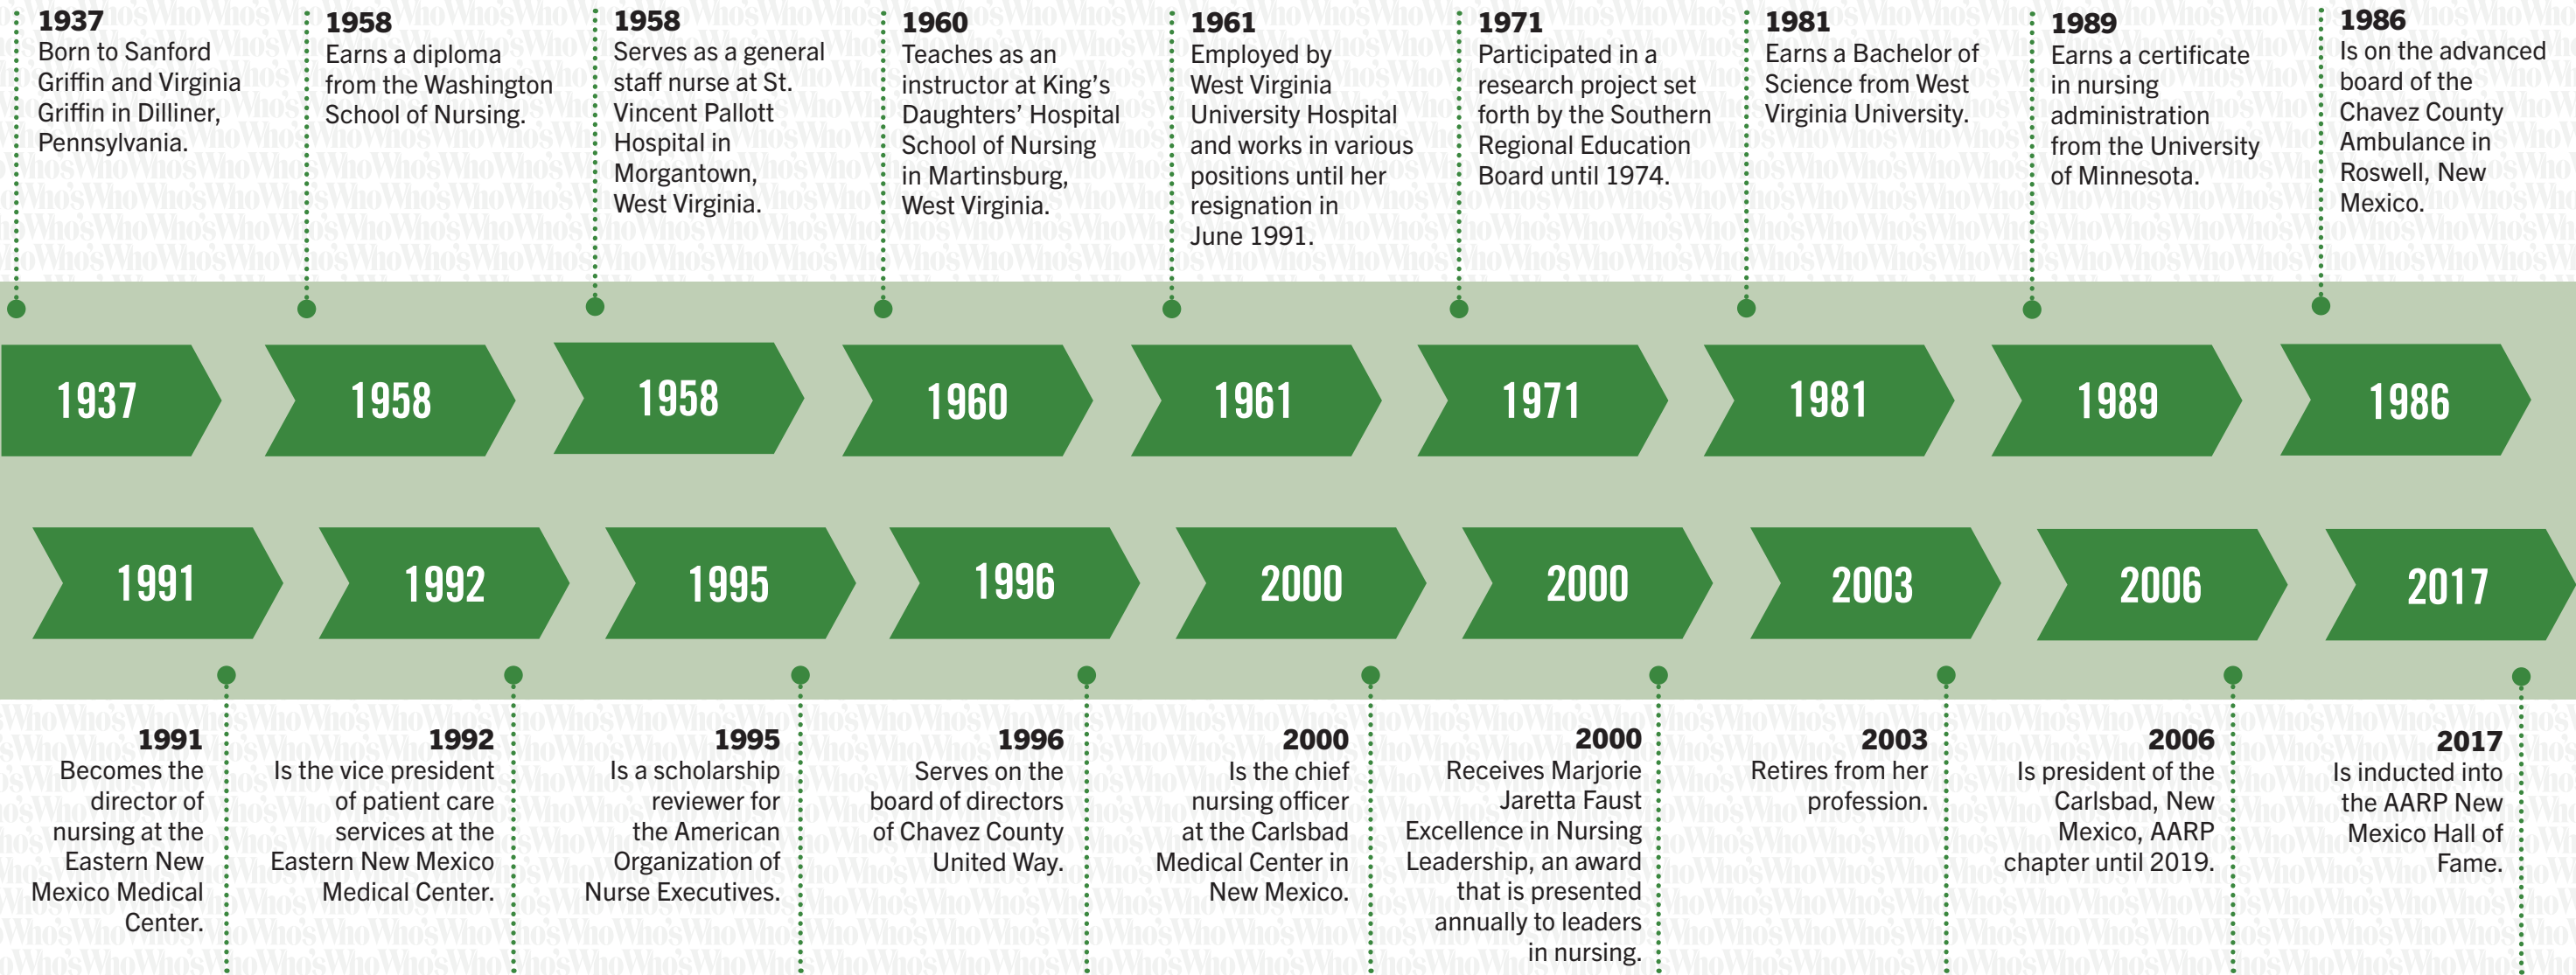 1937
Born to Sanford
Griffin and Virginia
Griffin in Dilliner,
Pennsylvania.
1958
Earns a diploma
from the Washington
School of Nursing.
1958
Serves as a general
staff nurse at St.
Vincent Pallott
Hospital in
Morgantown,
West Virginia.
1960
Teaches as an
instructor at King’s
Daughters’ Hospital
School of Nursing
in Martinsburg,
West Virginia.
1961
Employed by
West Virginia
University Hospital
and works in various
positions until her
resignation in
June 1991.
1971
Participated in a
research project set
forth by the Southern
Regional Education
Board until 1974.
1981
Earns a Bachelor of
Science from West
Virginia University.
1989
Earns a certificate
in nursing
administration
from the University
of Minnesota.
1986
Is on the advanced
board of the
Chavez County
Ambulance in
Roswell, New
Mexico.
1937
1958
1958
1960
1961
1971
1981
1989
1986
1991
1992
1995
1996
2000
2000
2003
2006
2017
1991
Becomes the
director of
nursing at the
Eastern New
Mexico Medical
Center.
1992
Is the vice president
of patient care
services at the
Eastern New Mexico
Medical Center.
1995
Is a scholarship
reviewer for
the American
Organization of
Nurse Executives.
1996
Serves on the
board of directors
of Chavez County
United Way.
2000
Is the chief
nursing officer
at the Carlsbad
Medical Center in
New Mexico.
2000
Receives Marjorie
Jaretta Faust
Excellence in Nursing
Leadership, an award
that is presented
annually to leaders
in nursing.
2003
Retires from her
profession.
2006
Is president of the
Carlsbad, New
Mexico, AARP
chapter until 2019.
2017
Is inducted into
the AARP New
Mexico Hall of
Fame.